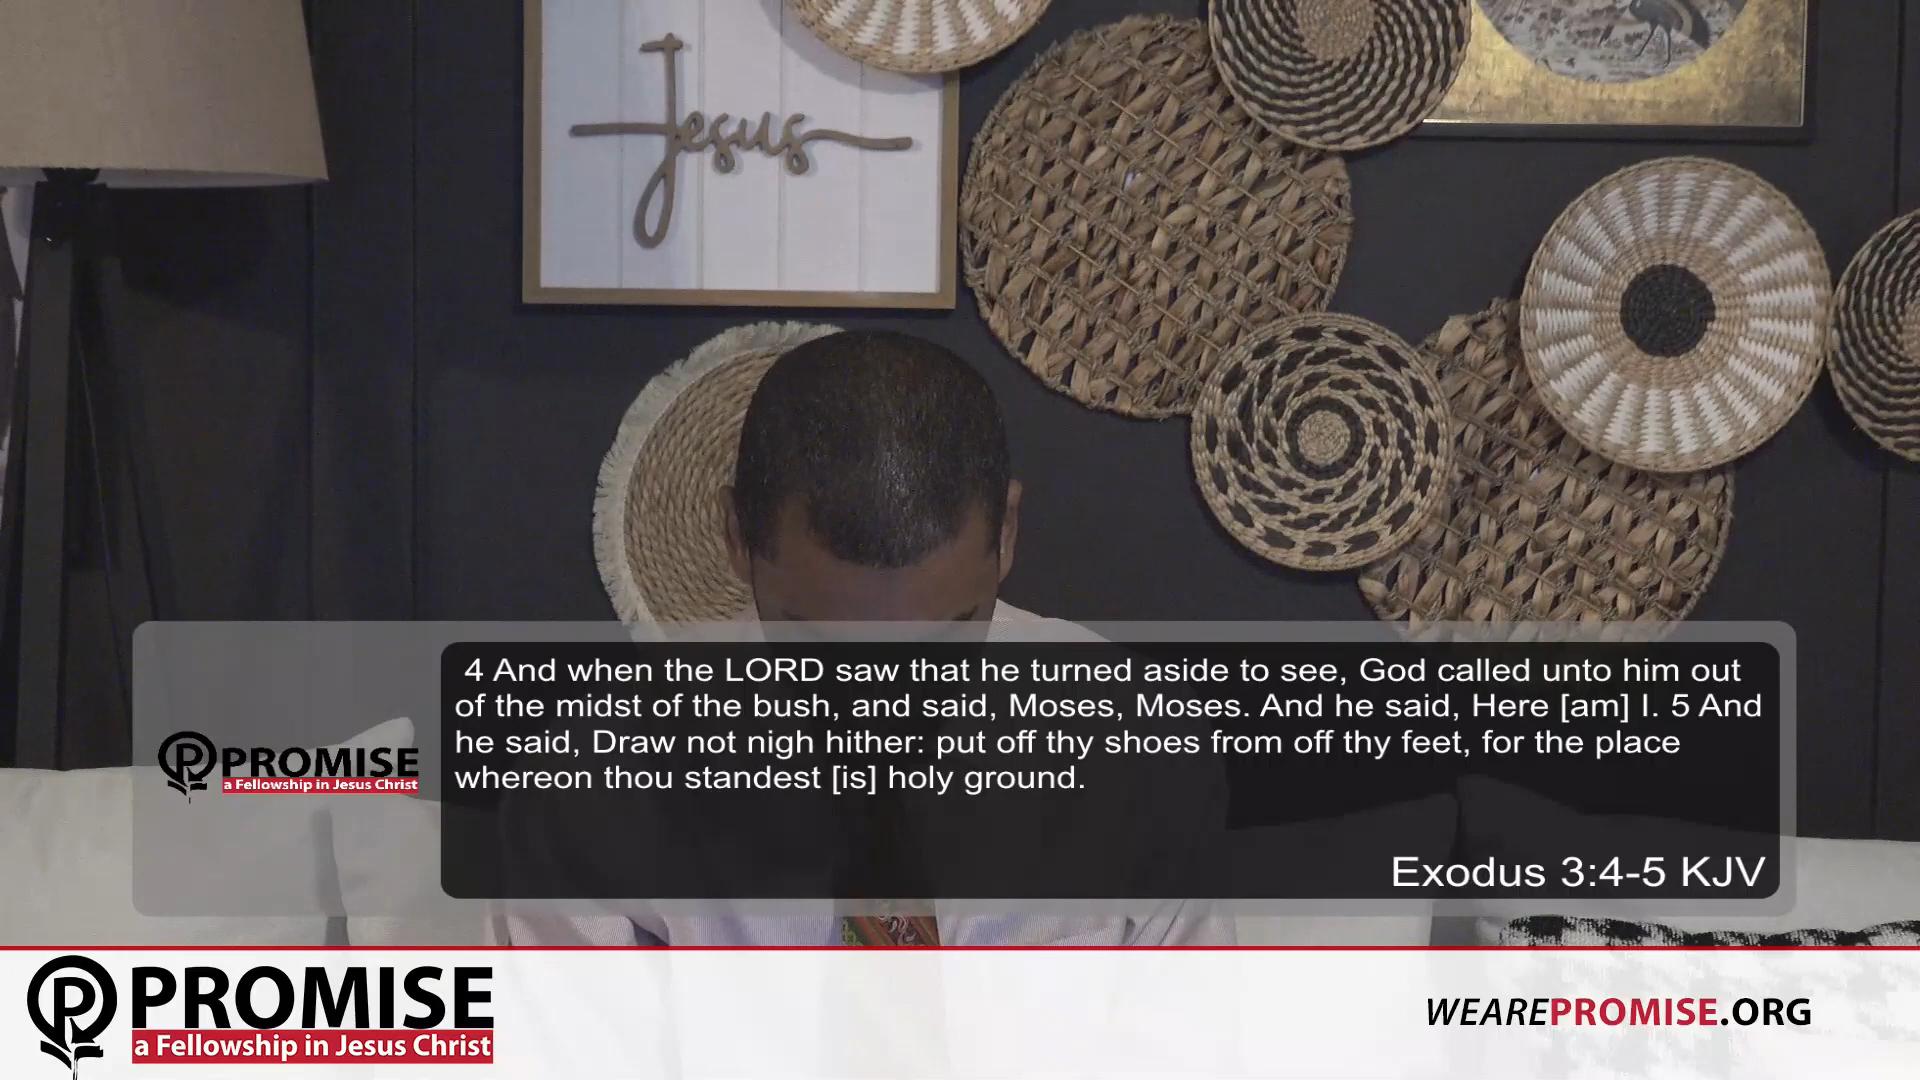 Jesus
4 And when the LORD saw that he turned aside to see, God called unto him out
of the midst of the bush, and said, Moses, Moses. And he said, Here [am] I. 5 And
he said, Draw not nigh hither: put off thy shoes from off thy feet, for the place
whereon thou standest [is] holy ground.
Exodus 3:4-5 KJV
PROMISE
a Fellowship in Jesus Christ
PROMISE
a Fellowship in Jesus Christ
WEAREPROMISE.ORG